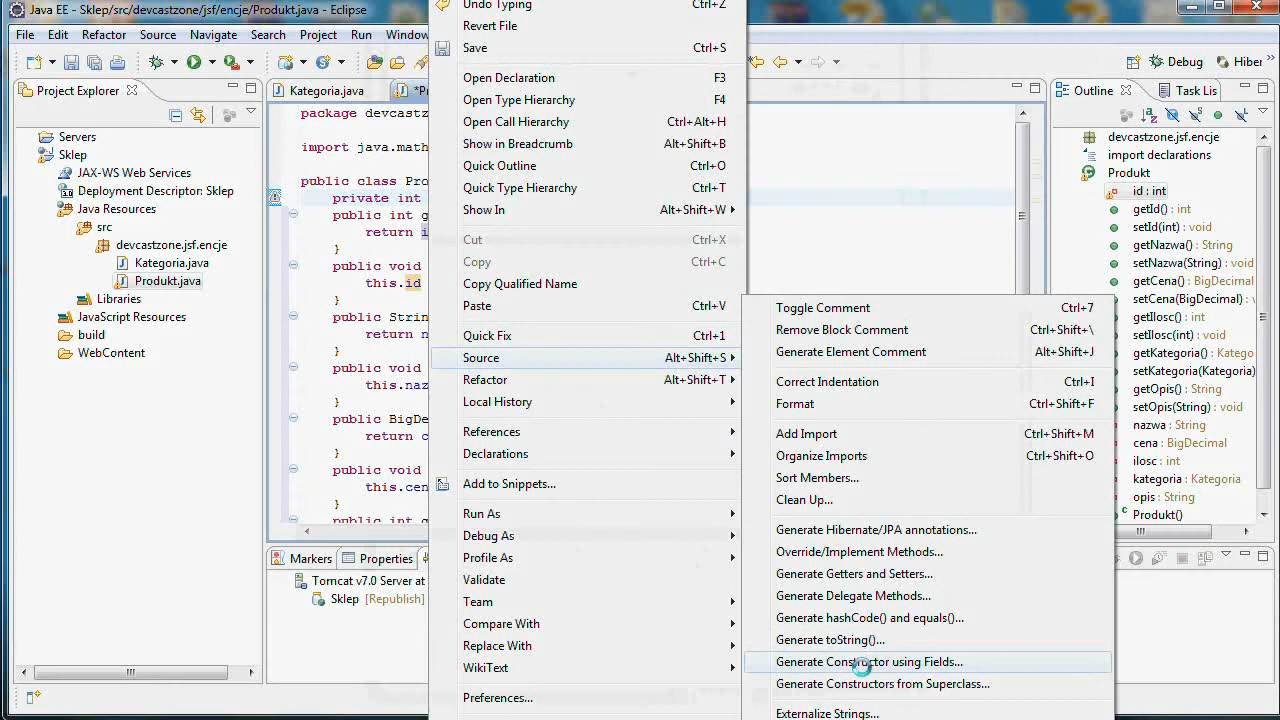 Java EE - Sklep/src/devcastzone/jsf/encje/Produkt.java - Eclipse
File Edit Refactor Source Navigate Search Project Run Window
Debug Hiber
Project Explorer
Servers
Sklep
JAX-WS Web Services
Deployment Descriptor: Sklep
Java Resources
src
devcastzone.jsf.encje
Kategoria.java
Produkt.java
Libraries
JavaScript Resources
build
WebContent
Kategoria.java
package devcastz
import java.math
public class Pro
private int
public int g
return i
}
public void
this.id
}
public Strin
return n
}
public void
this.naz
}
public BigDe
return c
}
public void
this.cen
}
public int g
Markers Properties
Tomcat v7.0 Server at
Sklep [Republish]
Undo Typing Ctrl+Z
Revert File
Save Ctrl+S
Open Declaration F3
Open Type Hierarchy F4
Open Call Hierarchy Ctrl+Alt+H
Show in Breadcrumb Alt+Shift+B
Quick Outline Ctrl+O
Quick Type Hierarchy Ctrl+T
Show In Alt+Shift+W
Cut Ctrl+X
Copy Ctrl+C
Copy Qualified Name
Paste Ctrl+V
Quick Fix Ctrl+1
Source Alt+Shift+S
Refactor Alt+Shift+T
Local History
References
Declarations
Add to Snippets...
Run As
Debug As
Profile As
Validate
Team
Compare With
Replace With
WikiText
Preferences...
Toggle Comment Ctrl+7
Remove Block Comment Ctrl+Shift+\
Generate Element Comment Alt+Shift+J
Correct Indentation Ctrl+I
Format Ctrl+Shift+F
Add Import Ctrl+Shift+M
Organize Imports Ctrl+Shift+O
Sort Members...
Clean Up...
Generate Hibernate/JPA annotations...
Override/Implement Methods...
Generate Getters and Setters...
Generate Delegate Methods...
Generate hashCode() and equals()...
Generate toString()...
Generate Constructor using Fields...
Generate Constructors from Superclass...
Externalize Strings...
Outline Task Lis
devcastzone.jsf.encje
import declarations
Produkt
id : int
getId() : int
setId(int) : void
getNazwa() : String
setNazwa(String) : void
getCena() : BigDecimal
setCena(BigDecimal) :
getIlosc() : int
setIlosc(int) : void
getKategoria() : Katego
setKategoria(Kategoria)
getOpis() : String
setOpis(String) : void
nazwa : String
cena : BigDecimal
ilosc : int
kategoria : Kategoria
opis : String
Produkt()